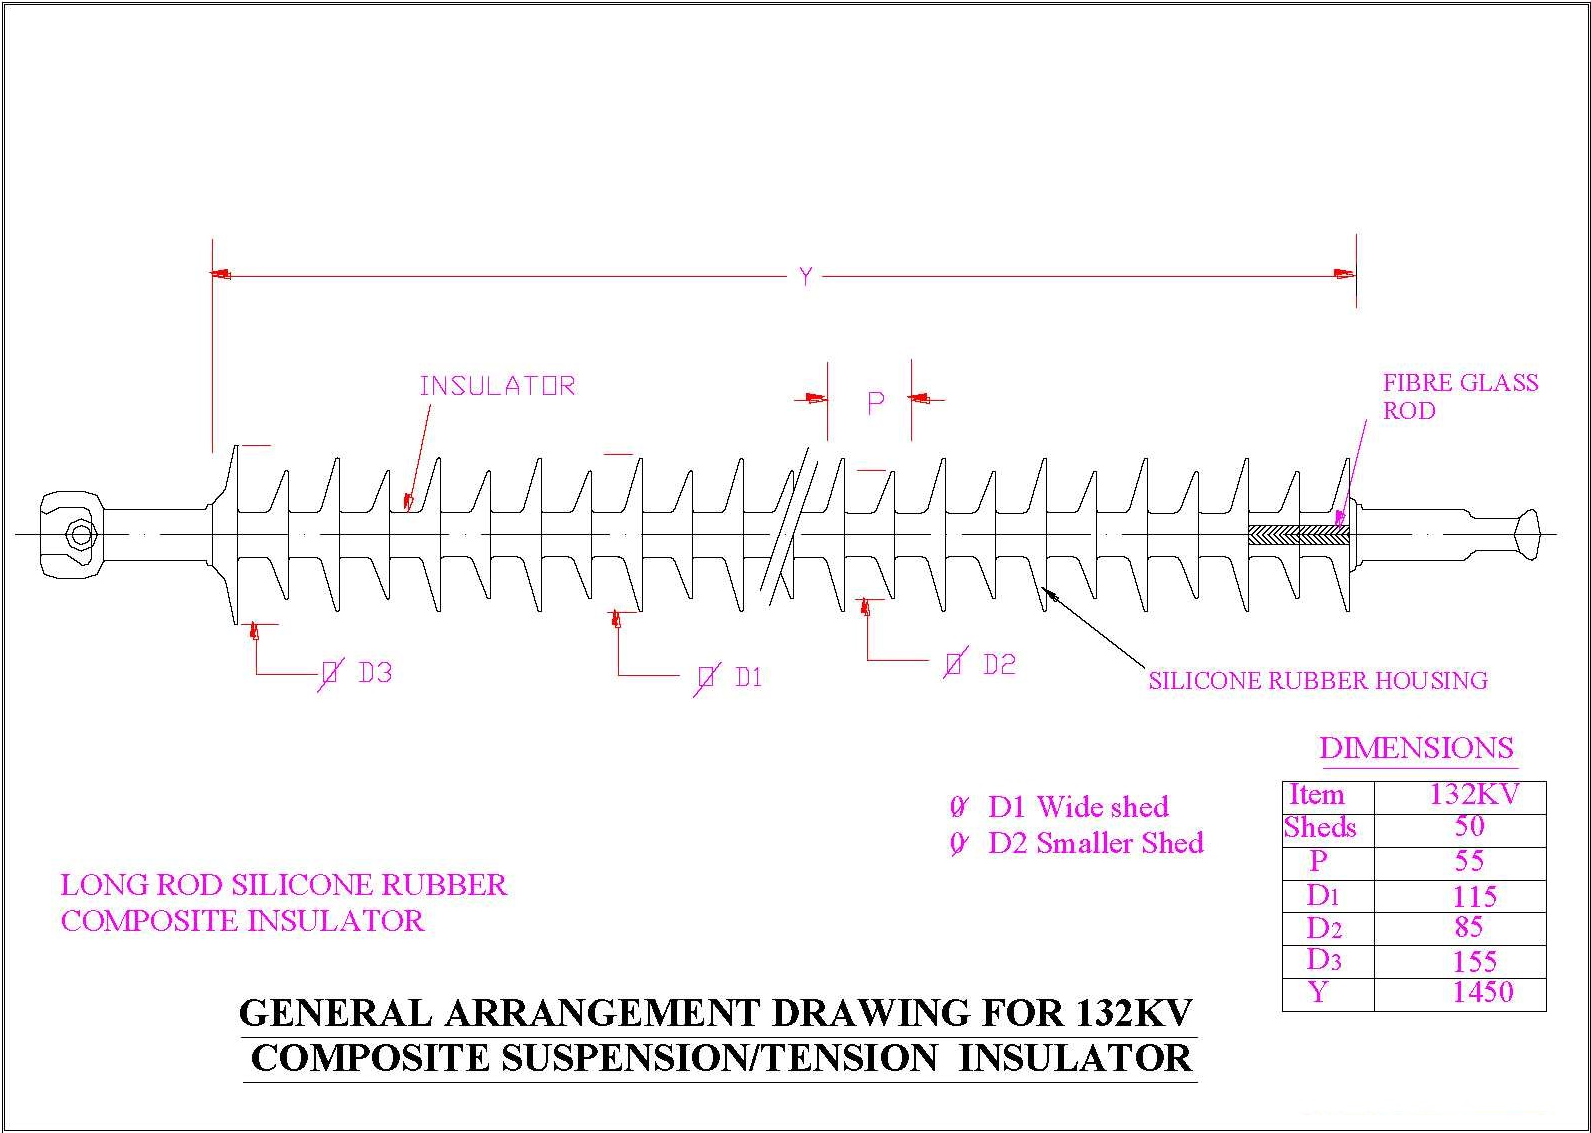 Y
INSULATOR
P
FIBRE GLASS
ROD
Ø D3
Ø D1
Ø D2
SILICONE RUBBER HOUSING
DIMENSIONS
Item 132KV
Sheds 50
P 55
D1 115
D2 85
D3 155
Y 1450
Ø D1 Wide shed
Ø D2 Smaller Shed
LONG ROD SILICONE RUBBER
COMPOSITE INSULATOR
GENERAL ARRANGEMENT DRAWING FOR 132KV
COMPOSITE SUSPENSION/TENSION INSULATOR